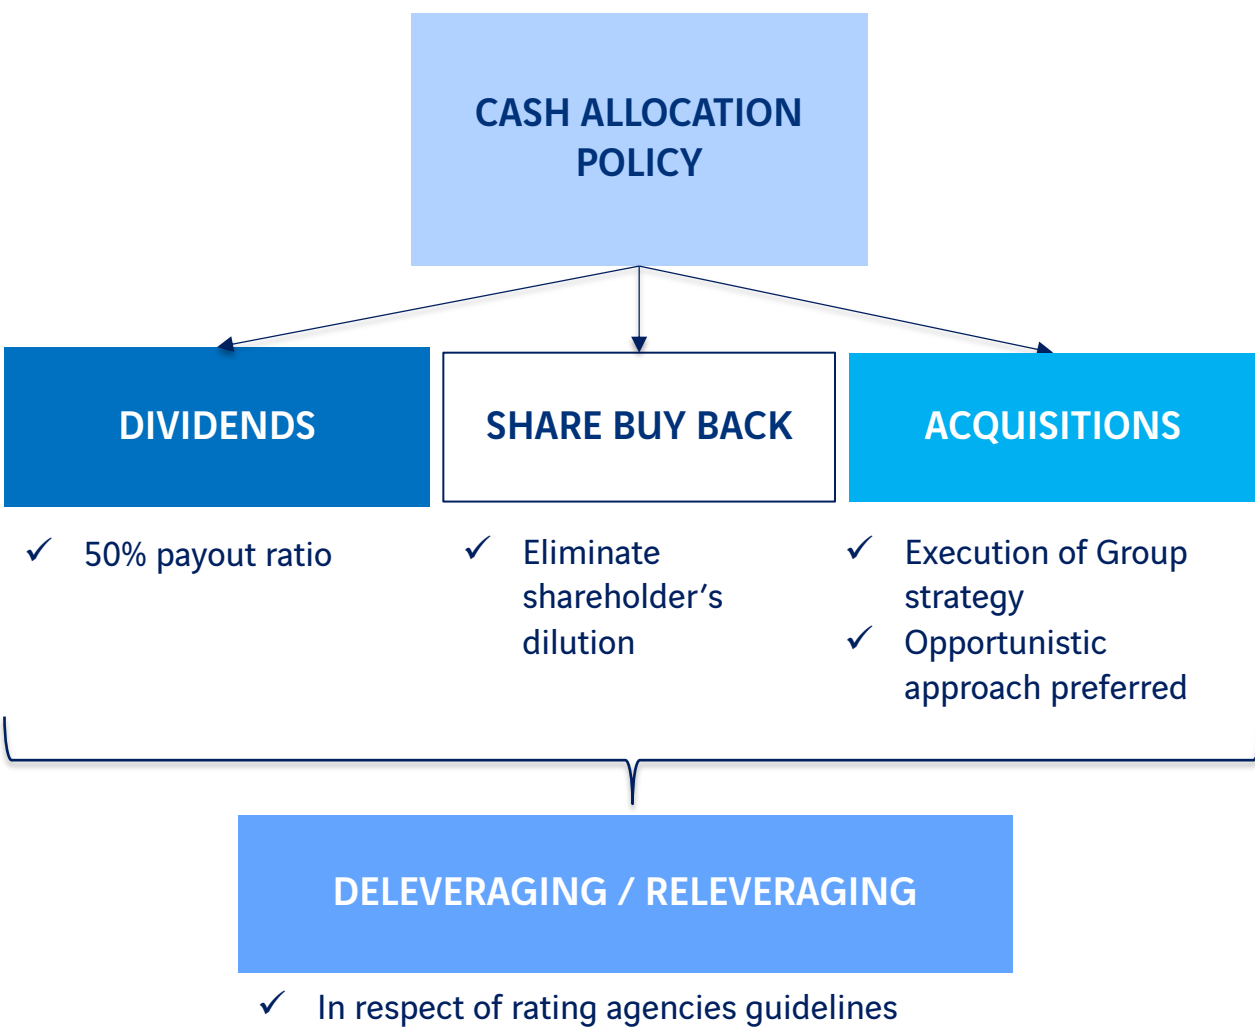 CASH ALLOCATION
POLICY
DIVIDENDS
SHARE BUY BACK
ACQUISITIONS
✓ 50% payout ratio
✓ Eliminate
shareholder’s
dilution
✓ Execution of Group
strategy
✓ Opportunistic
approach preferred
DELEVERAGING / RELEVERAGING
✓ In respect of rating agencies guidelines